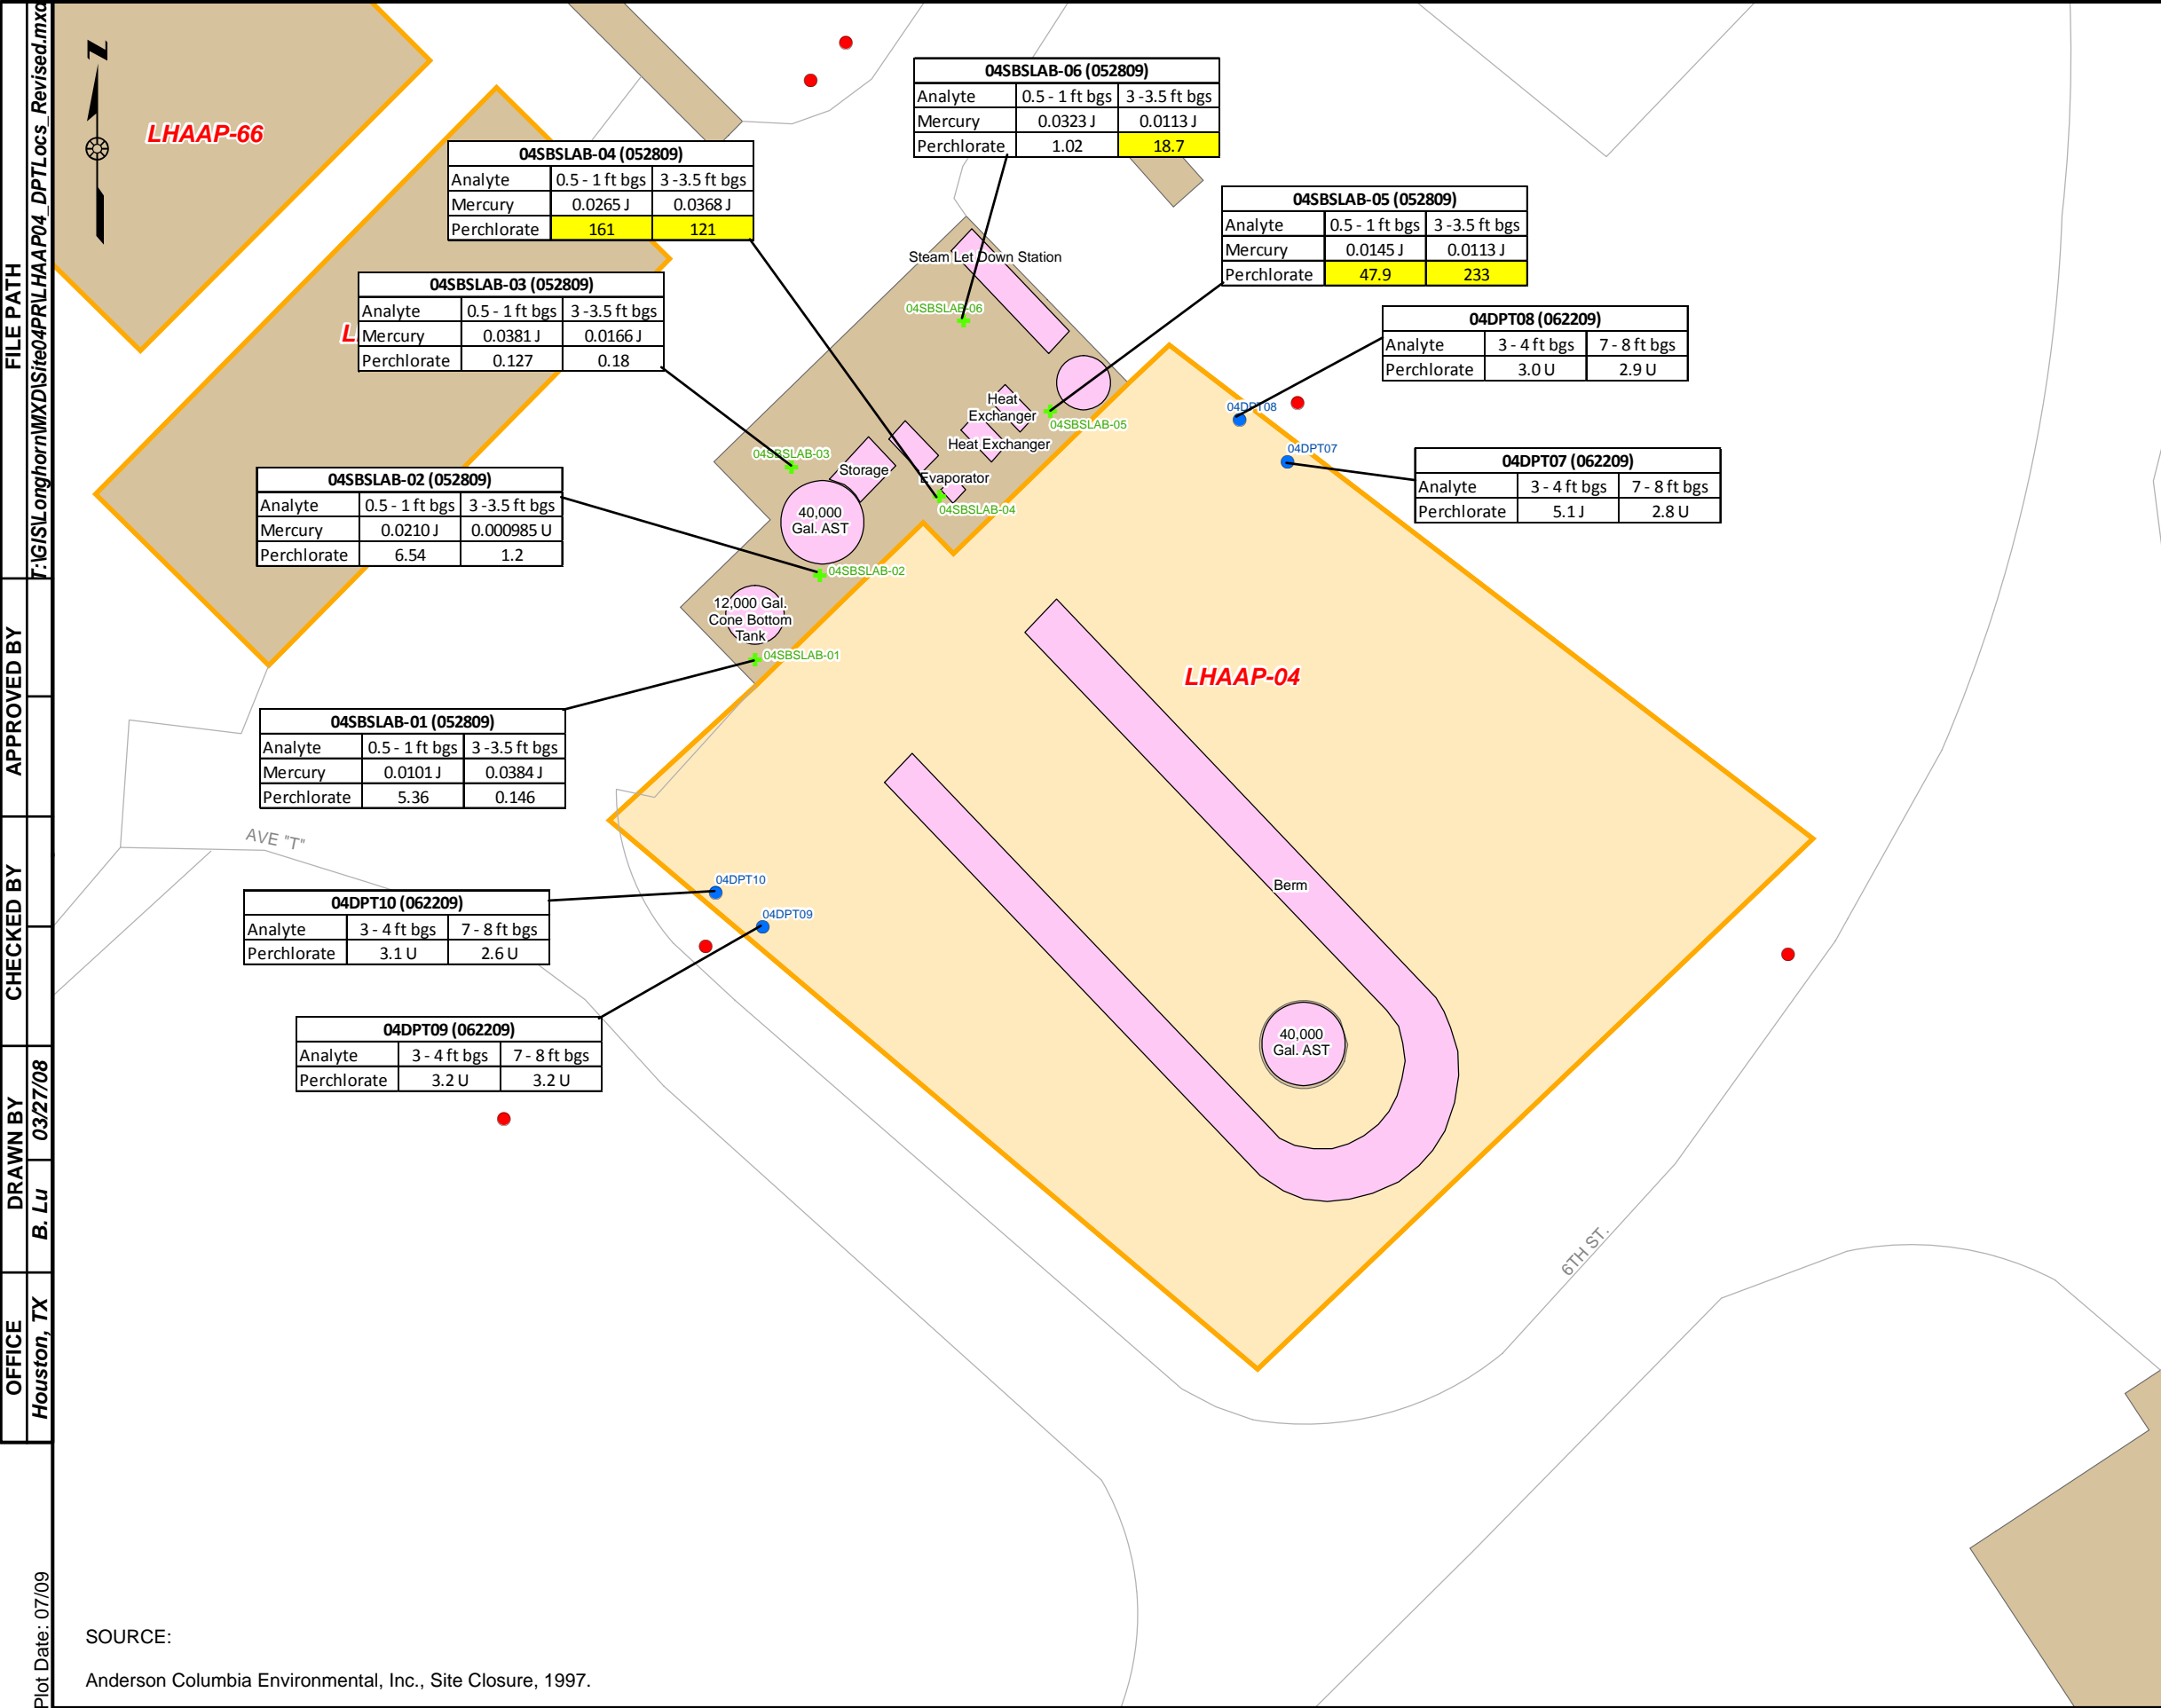 FILE PATH
T:\GIS\Longhorn\MXD\Site04PRI\LHAAP04_DPTLocs_Revised.mxd
APPROVED BY
CHECKED BY
DRAWN BY
B. Lu 03/27/08
OFFICE
Houston, TX
Plot Date: 07/09
N
LHAAP-66
04SBSLAB-06 (052809)
Analyte 0.5 - 1 ft bgs 3 -3.5 ft bgs
Mercury 0.0323 J 0.0113 J
Perchlorate 1.02 18.7
04SBSLAB-04 (052809)
Analyte 0.5 - 1 ft bgs 3 -3.5 ft bgs
Mercury 0.0265 J 0.0368 J
Perchlorate 161 121
04SBSLAB-05 (052809)
Analyte 0.5 - 1 ft bgs 3 -3.5 ft bgs
Mercury 0.0145 J 0.0113 J
Perchlorate 47.9 233
04SBSLAB-03 (052809)
Analyte 0.5 - 1 ft bgs 3 -3.5 ft bgs
Mercury 0.0381 J 0.0166 J
Perchlorate 0.127 0.18
L
04DPT08 (062209)
Analyte 3 - 4 ft bgs 7 - 8 ft bgs
Perchlorate 3.0 U 2.9 U
04DPT07 (062209)
Analyte 3 - 4 ft bgs 7 - 8 ft bgs
Perchlorate 5.1 J 2.8 U
04SBSLAB-02 (052809)
Analyte 0.5 - 1 ft bgs 3 -3.5 ft bgs
Mercury 0.0210 J 0.000985 U
Perchlorate 6.54 1.2
04SBSLAB-01 (052809)
Analyte 0.5 - 1 ft bgs 3 -3.5 ft bgs
Mercury 0.0101 J 0.0384 J
Perchlorate 5.36 0.146
04DPT10 (062209)
Analyte 3 - 4 ft bgs 7 - 8 ft bgs
Perchlorate 3.1 U 2.6 U
04DPT09 (062209)
Analyte 3 - 4 ft bgs 7 - 8 ft bgs
Perchlorate 3.2 U 3.2 U
Steam Let Down Station
04SBSLAB-06
Heat
Exchanger
04SBSLAB-05
Heat Exchanger
04SBSLAB-03
Storage
Evaporator
04SBSLAB-04
40,000
Gal. AST
04SBSLAB-02
12,000 Gal.
Cone Bottom
Tank
04SBSLAB-01
04DPT08
04DPT07
LHAAP-04
AVE "T"
04DPT10
04DPT09
Berm
40,000
Gal. AST
6TH ST.
SOURCE:
Anderson Columbia Environmental, Inc., Site Closure, 1997.